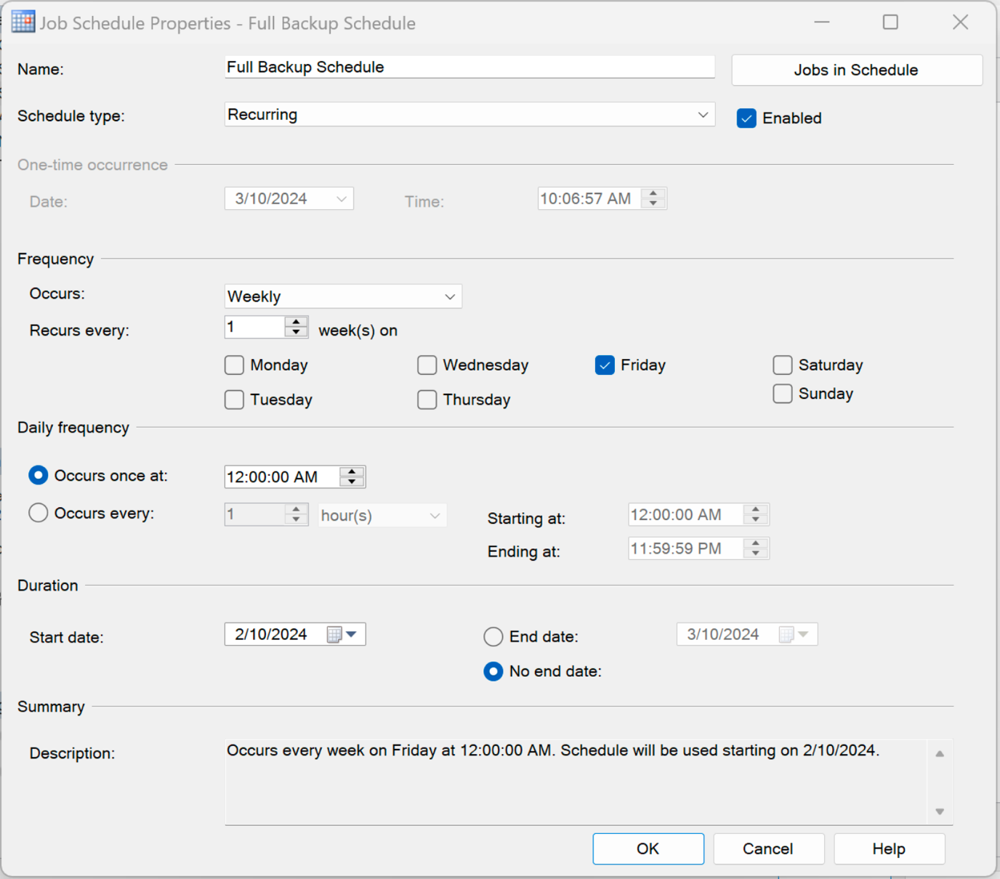 Job Schedule Properties - Full Backup Schedule
Name: Full Backup Schedule Jobs in Schedule
Schedule type: Recurring Enabled
One-time occurrence
Date: 3/10/2024 Time: 10:06:57 AM
Frequency
Occurs: Weekly
Recurs every: 1 week(s) on
Monday Wednesday Friday Saturday
Tuesday Thursday Sunday
Daily frequency
Occurs once at: 12:00:00 AM
Occurs every: 1 hour(s) Starting at: 12:00:00 AM
Ending at: 11:59:59 PM
Duration
Start date: 2/10/2024 End date: 3/10/2024
No end date:
Summary
Description: Occurs every week on Friday at 12:00:00 AM. Schedule will be used starting on 2/10/2024.
OK Cancel Help